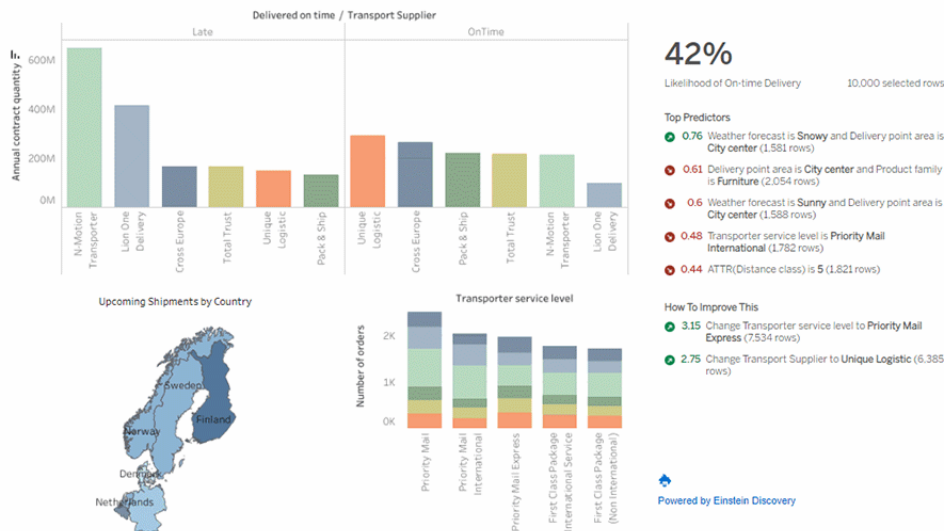 Delivered on time / Transport Supplier
Late
OnTime
Annual contract quantity
600M
400M
200M
0M
N-Motion
Transporter
Lion One
Delivery
Cross Europe
Total Trust
Unique
Logistic
Pack & Ship
Unique
Logistic
Cross Europe
Pack & Ship
Total Trust
N-Motion
Transporter
Lion One
Delivery
42%
Likelihood of On-time Delivery
10,000 selected rows
Top Predictors
0.76 Weather forecast is Snowy and Delivery point area is
City center (1,581 rows)
0.61 Delivery point area is City center and Product family
is Furniture (2,054 rows)
0.6 Weather forecast is Sunny and Delivery point area is
City center (1,588 rows)
0.48 Transporter service level is Priority Mail
International (1,782 rows)
0.44 ATTR(Distance class) is 5 (1,821 rows)
How To Improve This
3.15 Change Transporter service level to Priority Mail
Express (7,534 rows)
2.75 Change Transport Supplier to Unique Logistic (6,385
rows)
Powered by Einstein Discovery
Upcoming Shipments by Country
Sweden
Finland
Norway
Denmark
Netherlands
Transporter service level
Number of orders
2K
1K
0K
Priority Mail
Priority Mail
International
Priority Mail Express
First Class Package
International Service
First Class Package
(Non International)